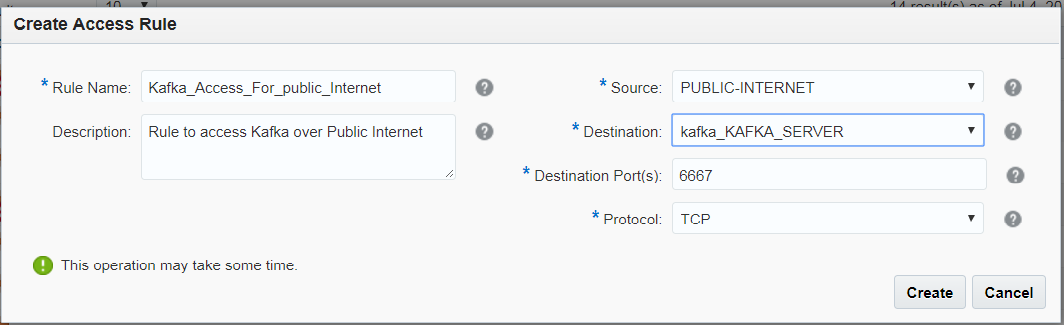 10
14 result(s) as of Jul 4, 20
Create Access Rule
* Rule Name: Kafka_Access_For_public_Internet ?
* Source: PUBLIC-INTERNET ?
Description: Rule to access Kafka over Public Internet ?
* Destination: kafka_KAFKA_SERVER ?
* Destination Port(s): 6667 ?
* Protocol: TCP ?
! This operation may take some time.
Create Cancel